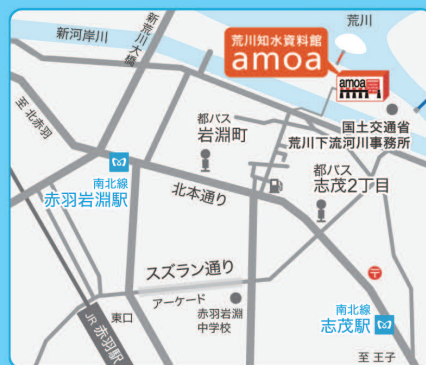 荒川
新荒川大橋
新河岸川
荒川知水資料館
amoa
amoa
至 北赤羽
国土交通省
荒川下流河川事務所
都バス
岩淵町
都バス
志茂2丁目
南北線
赤羽岩淵駅
北本通り
スズラン通り
アーケード
赤羽岩淵
中学校
東口
JR 赤羽駅
南北線
志茂駅
至 王子